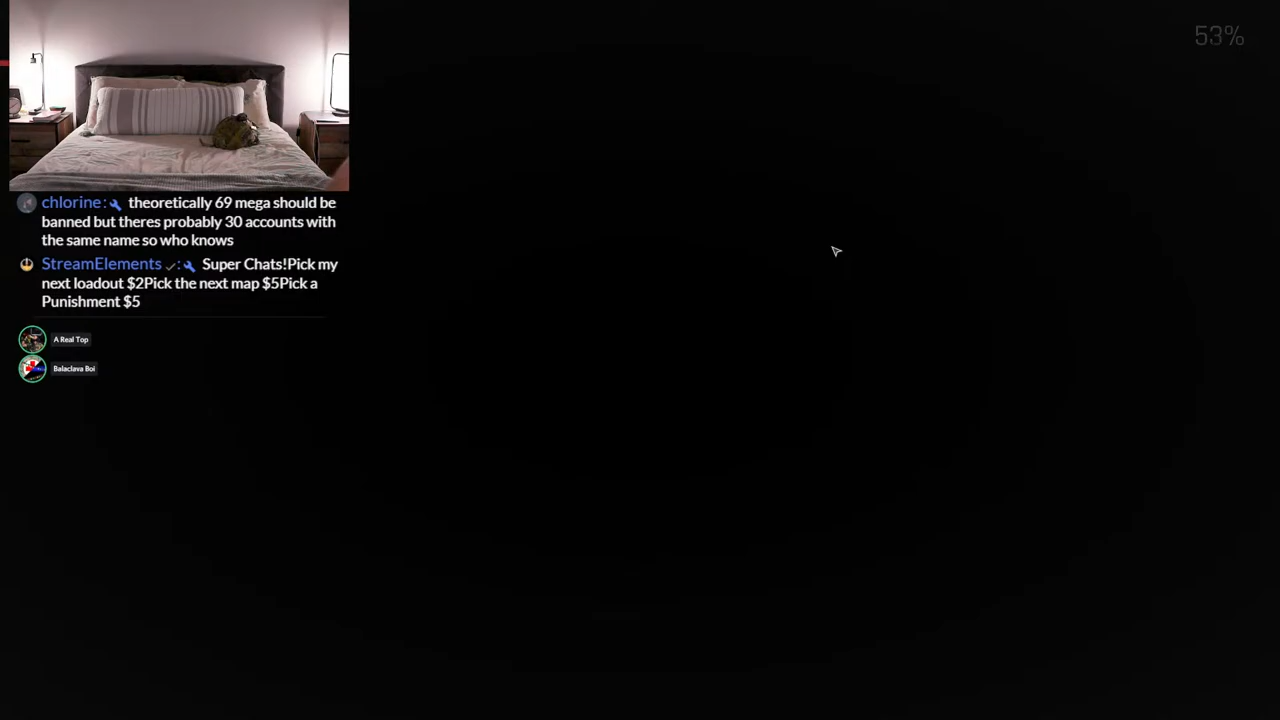 53%
chlorine: theoretically 69 mega should be
banned but theres probably 30 accounts with
the same name so who knows
StreamElements ✓: Super Chats!Pick my
next loadout $2Pick the next map $5Pick a
Punishment $5
A Real Top
Balaclava Boi